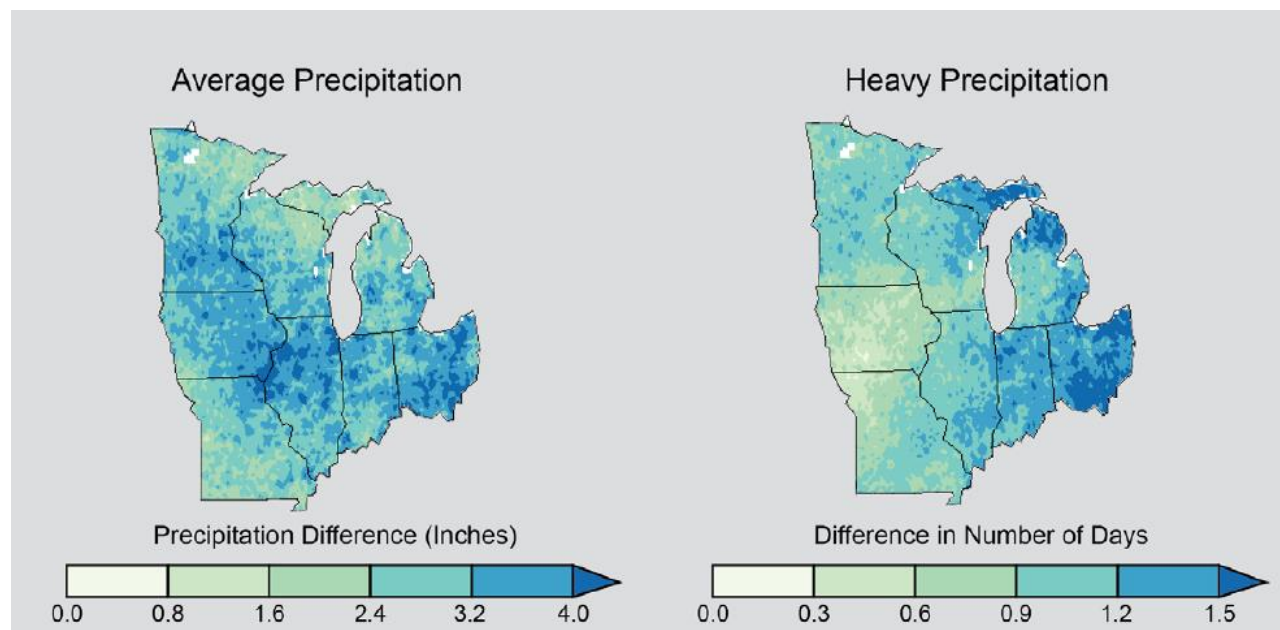 Average Precipitation
Heavy Precipitation
Precipitation Difference (Inches)
0.0 0.8 1.6 2.4 3.2 4.0
Difference in Number of Days
0.0 0.3 0.6 0.9 1.2 1.5